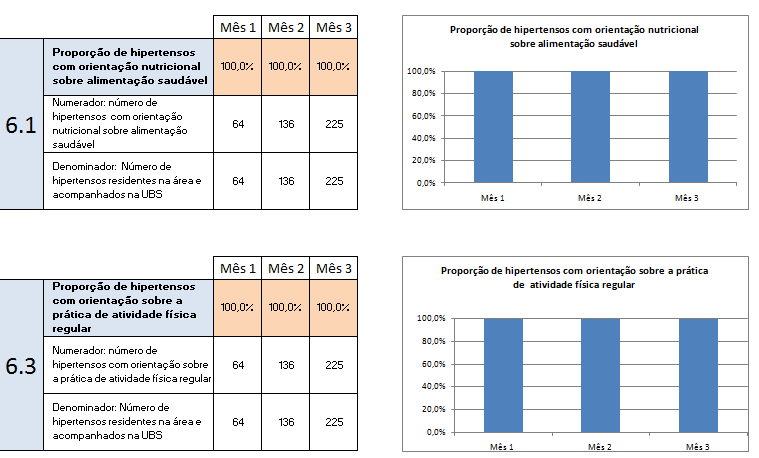 Mês 1 Mês 2 Mês 3
6.1
Proporção de hipertensos
com orientação nutricional
sobre alimentação saudável
100,0% 100,0% 100,0%
Numerador: número de
hipertensos com orientação
nutricional sobre alimentação
saudável
64 136 225
Denominador: Número de
hipertensos residentes na área e
acompanhados na UBS
64 136 225
Proporção de hipertensos com orientação nutricional
sobre alimentação saudável
100,0%
80,0%
60,0%
40,0%
20,0%
0,0%
Mês 1 Mês 2 Mês 3
Mês 1 Mês 2 Mês 3
6.3
Proporção de hipertensos
com orientação sobre a
prática de atividade física
regular
100,0% 100,0% 100,0%
Numerador: número de
hipertensos com orientação sobre
a prática de atividade física regular
64 136 225
Denominador: Número de
hipertensos residentes na área e
acompanhados na UBS
64 136 225
Proporção de hipertensos com orientação sobre a prática
de atividade física regular
100,0%
80,0%
60,0%
40,0%
20,0%
0,0%
Mês 1 Mês 2 Mês 3